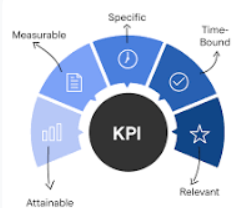 Specific
Measurable
Time-
Bound
KPI
Attainable
Relevant